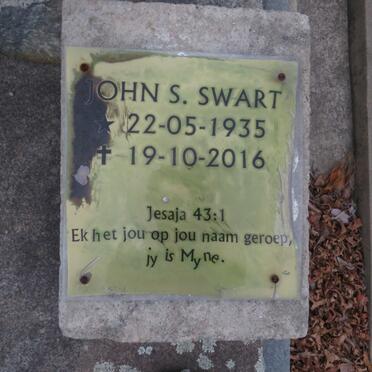 JOHN S. SWART
★ 22-05-1935
✝ 19-10-2016
Jesaja 43:1
Ek het jou op jou naam geroep,
jy is Myne.